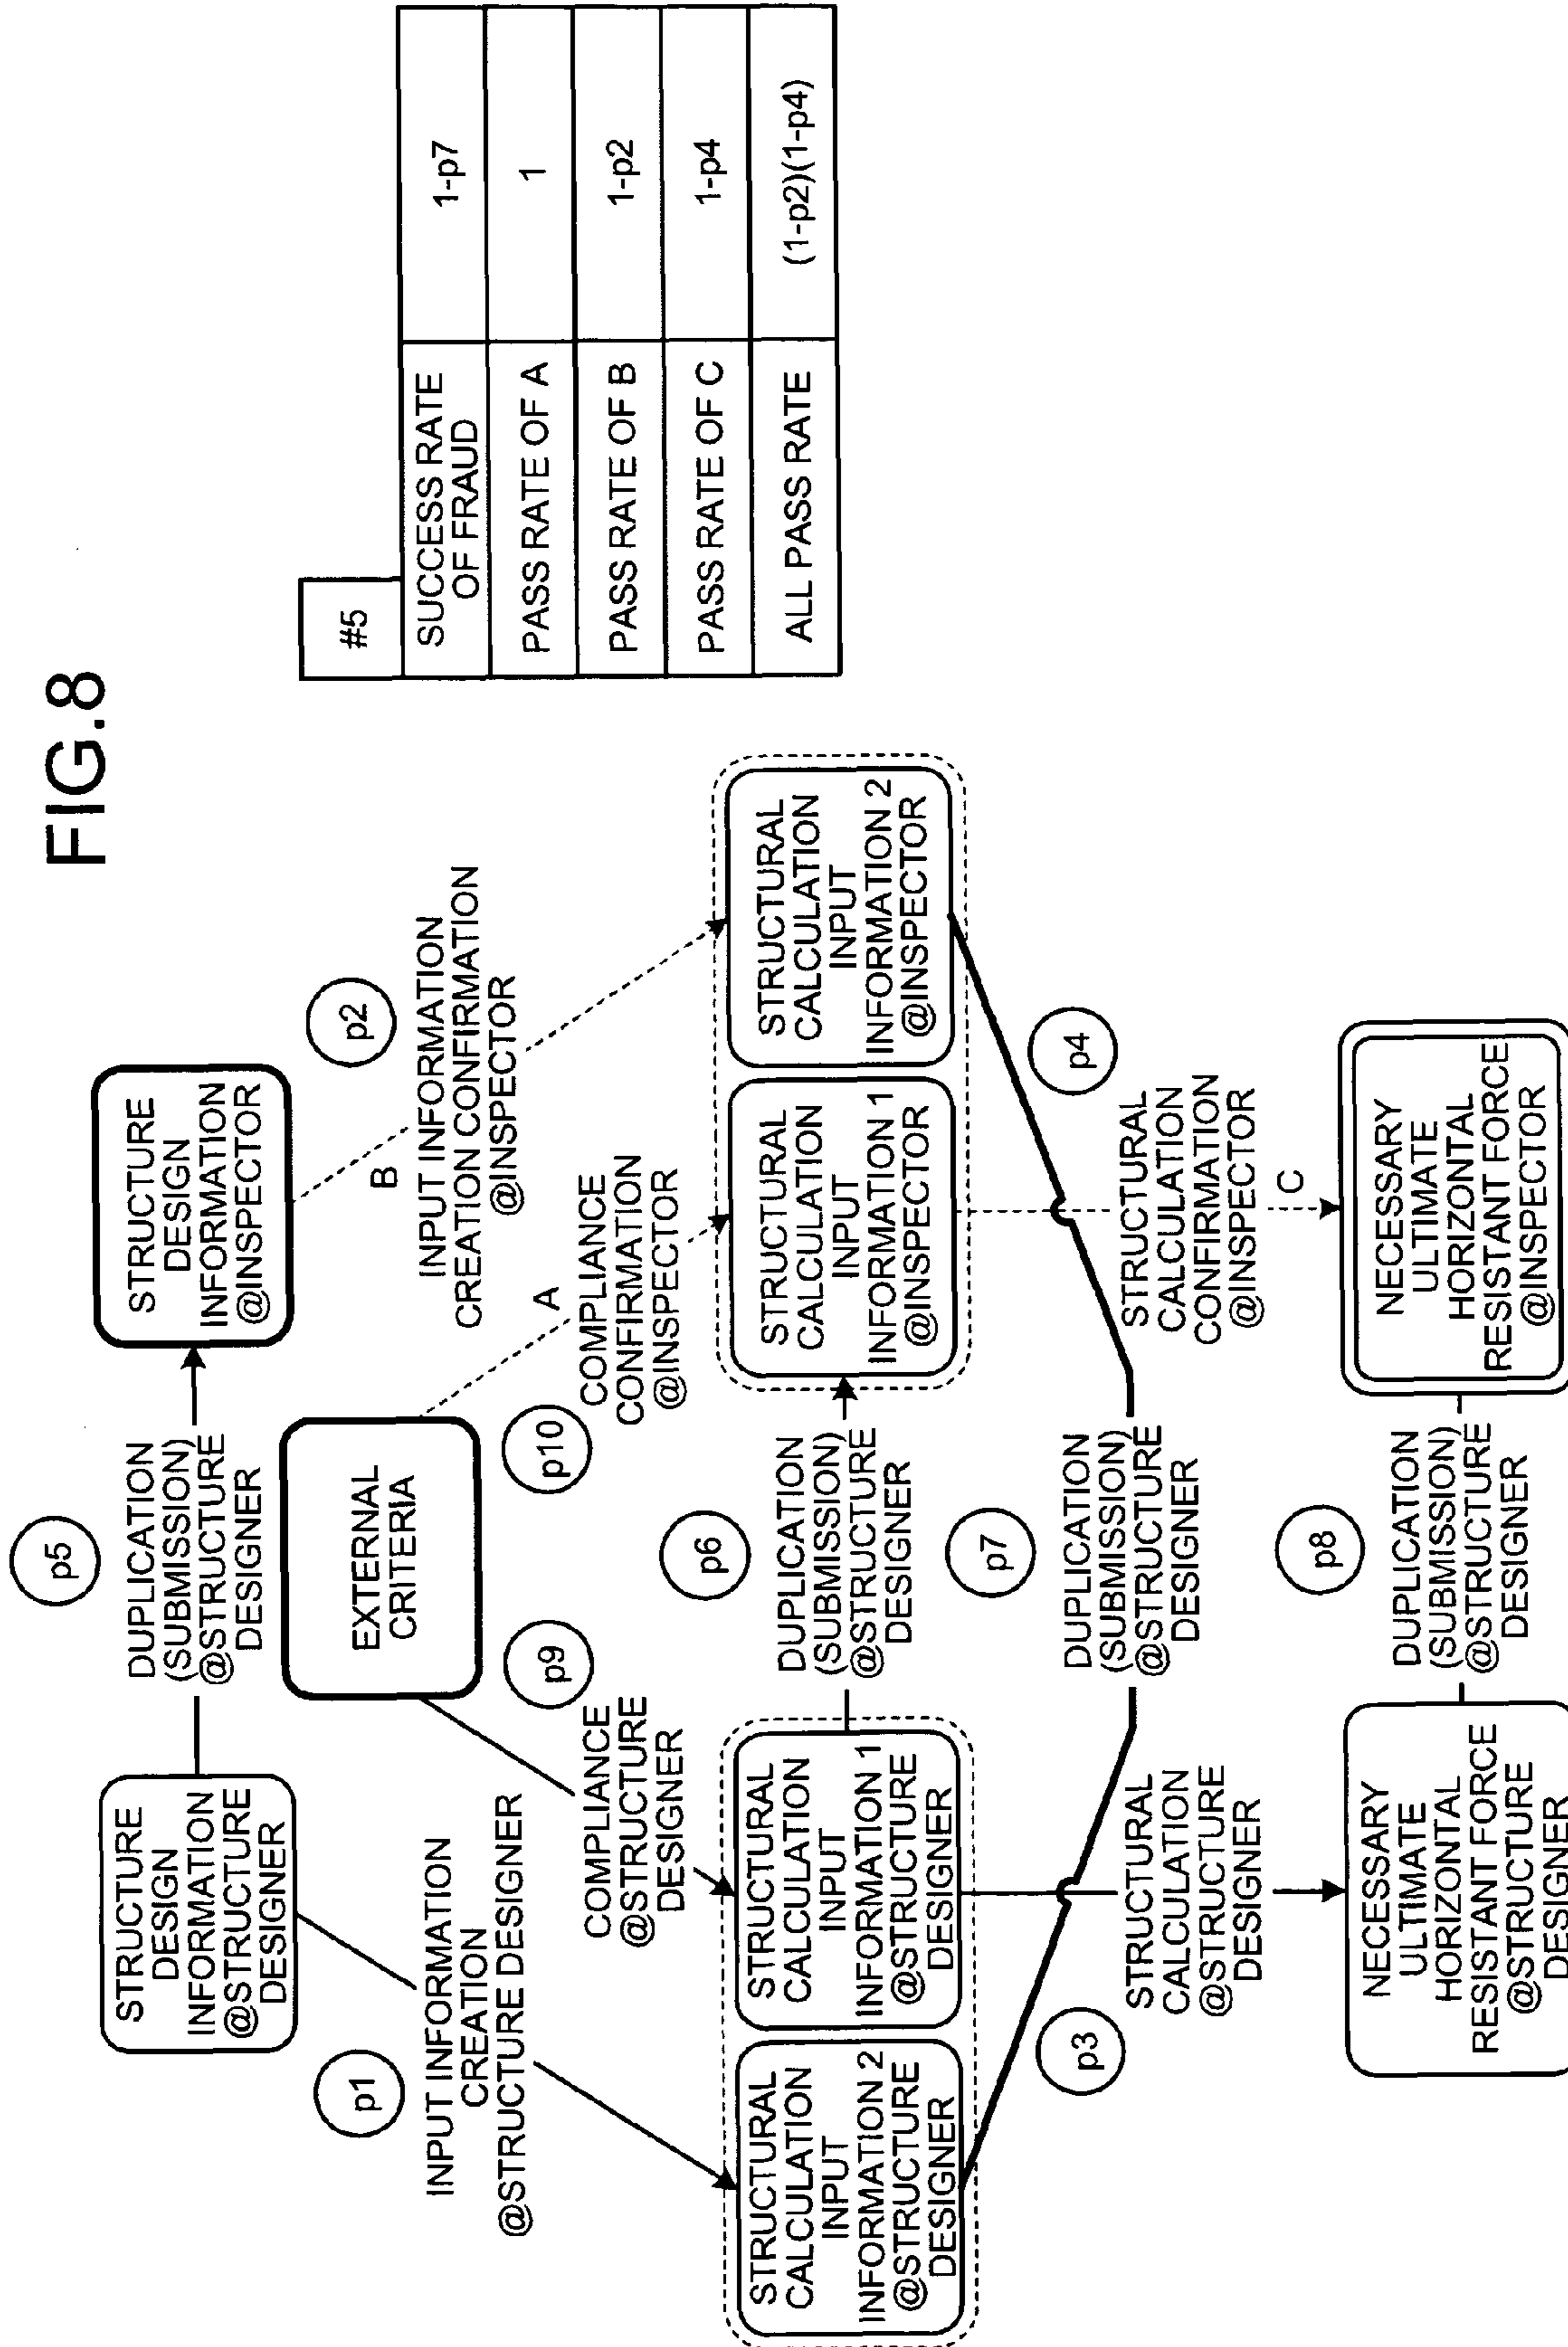 FIG.8
p5
STRUCTURE
DESIGN
INFORMATION
@STRUCTURE
DESIGNER
DUPLICATION
(SUBMISSION)
@STRUCTURE
DESIGNER
STRUCTURE
DESIGN
INFORMATION
@INSPECTOR
EXTERNAL
CRITERIA
p1
INPUT INFORMATION
CREATION
@STRUCTURE DESIGNER
p9
COMPLIANCE
@STRUCTURE
DESIGNER
p10
A
COMPLIANCE
CONFIRMATION
@INSPECTOR
p2
B
INPUT INFORMATION
CREATION CONFIRMATION
@INSPECTOR
STRUCTURAL
CALCULATION
INPUT
INFORMATION 2
@STRUCTURE
DESIGNER
STRUCTURAL
CALCULATION
INPUT
INFORMATION 1
@STRUCTURE
DESIGNER
p6
DUPLICATION
(SUBMISSION)
@STRUCTURE
DESIGNER
STRUCTURAL
CALCULATION
INPUT
INFORMATION 1
@INSPECTOR
STRUCTURAL
CALCULATION
INPUT
INFORMATION 2
@INSPECTOR
p3
STRUCTURAL
CALCULATION
@STRUCTURE
DESIGNER
p7
DUPLICATION
(SUBMISSION)
@STRUCTURE
DESIGNER
p4
STRUCTURAL
CALCULATION
CONFIRMATION
@INSPECTOR
C
NECESSARY
ULTIMATE
HORIZONTAL
RESISTANT FORCE
@STRUCTURE
DESIGNER
p8
DUPLICATION
(SUBMISSION)
@STRUCTURE
DESIGNER
NECESSARY
ULTIMATE
HORIZONTAL
RESISTANT FORCE
@INSPECTOR
#5
SUCCESS RATE
OF FRAUD
1-p7
PASS RATE OF A
1
PASS RATE OF B
1-p2
PASS RATE OF C
1-p4
ALL PASS RATE
(1-p2)(1-p4)